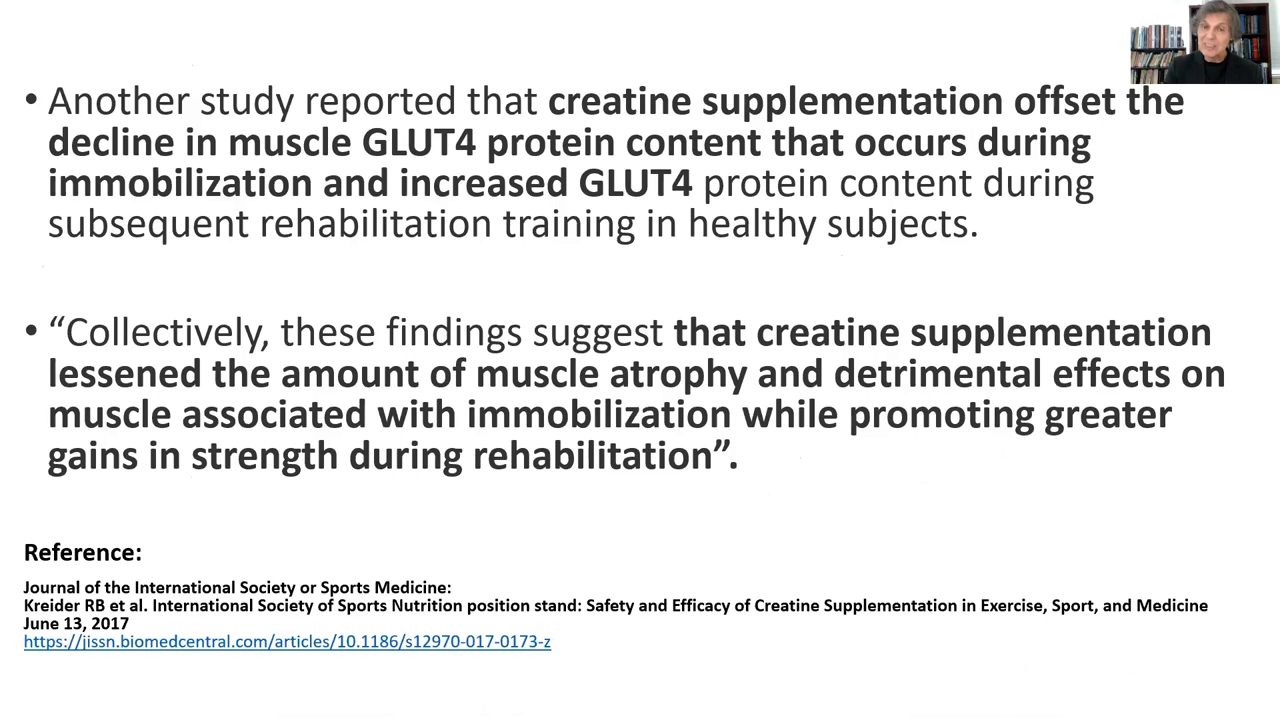 • Another study reported that creatine supplementation offset the
decline in muscle GLUT4 protein content that occurs during
immobilization and increased GLUT4 protein content during
subsequent rehabilitation training in healthy subjects.
• “Collectively, these findings suggest that creatine supplementation
lessened the amount of muscle atrophy and detrimental effects on
muscle associated with immobilization while promoting greater
gains in strength during rehabilitation”.
Reference:
Journal of the International Society or Sports Medicine:
Kreider RB et al. International Society of Sports Nutrition position stand: Safety and Efficacy of Creatine Supplementation in Exercise, Sport, and Medicine
June 13, 2017
https://jissn.biomedcentral.com/articles/10.1186/s12970-017-0173-z